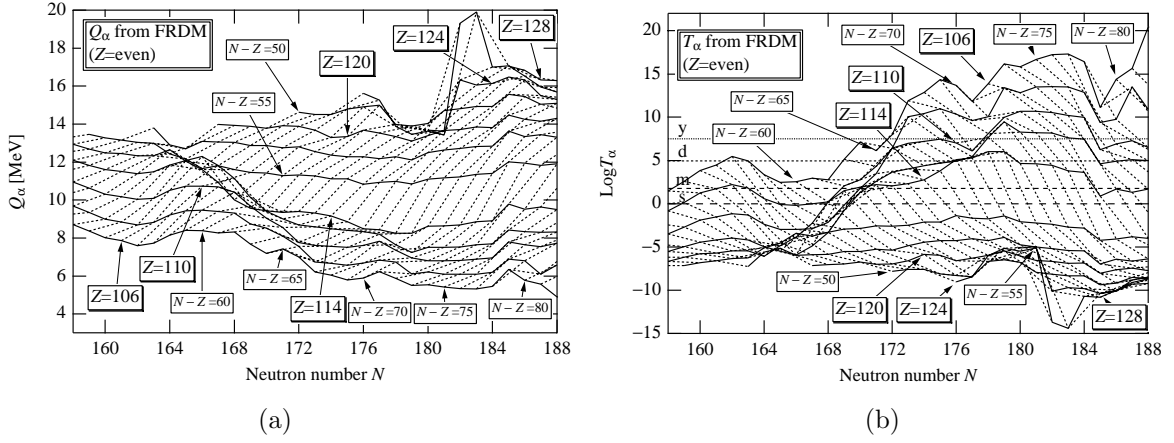 20
18
16
14
12
10
8
6
4
Qα [MeV]
Qα from FRDM
(Z=even)
N−Z=50
Z=120
Z=124
Z=128
N−Z=55
Z=106
Z=110
N−Z=60
N−Z=65
Z=114
N−Z=70
N−Z=75
N−Z=80
160 164 168 172 176 180 184 188
Neutron number N
(a)
20
15
10
5
0
−5
−10
−15
LogTα
Tα from FRDM
(Z=even)
N−Z=70
Z=106
N−Z=75
N−Z=80
Z=110
N−Z=65
Z=114
N−Z=60
y
d
m
s
N−Z=50
Z=120
Z=124
N−Z=55
Z=128
160 164 168 172 176 180 184 188
Neutron number N
(b)